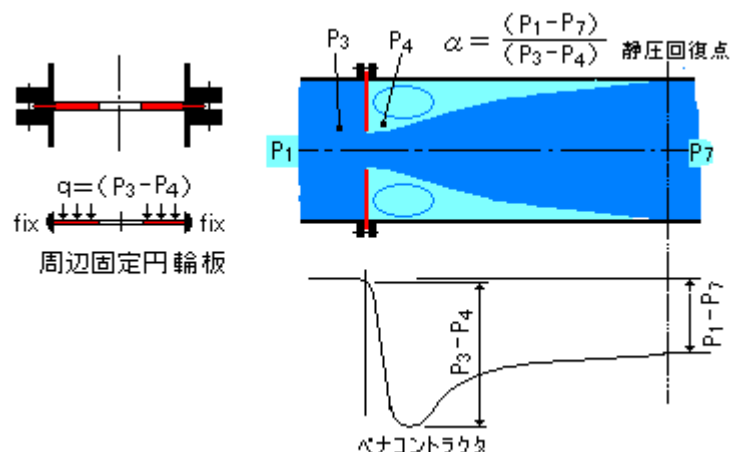 P3
P4
α=(P1-P7)/(P3-P4)
静圧回復点
P1
P7
q=(P3-P4)
fix
fix
周辺固定円輪板
P3-P4
P1-P7
ベナコントラクタ